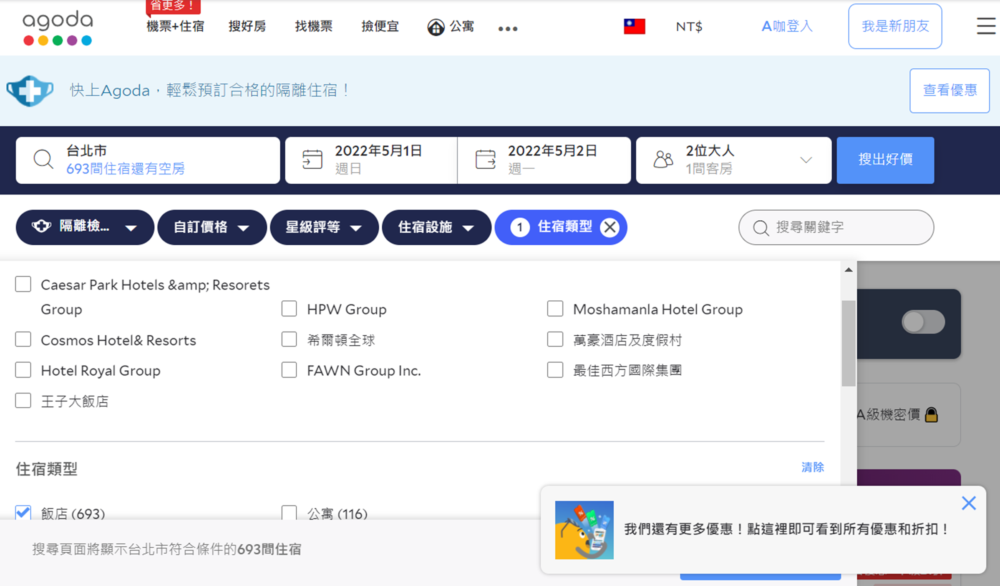 省更多！
agoda
機票+住宿
搜好房
找機票
撿便宜
公寓
NT$
A咖登入
我是新朋友
快上Agoda，輕鬆預訂合格的隔離住宿！
查看優惠
台北市
693間住宿還有空房
2022年5月1日
週日
2022年5月2日
週一
2位大人
1間客房
搜出好價
隔離檢...
自訂價格
星級評等
住宿設施
1 住宿類型
搜尋關鍵字
Caesar Park Hotels &amp; Resorets
Group
HPW Group
Moshamanla Hotel Group
Cosmos Hotel& Resorts
希爾頓全球
萬豪酒店及度假村
Hotel Royal Group
FAWN Group Inc.
最佳西方國際集團
王子大飯店
A級機密價
住宿類型
清除
飯店 (693)
公寓 (116)
我們還有更多優惠！點這裡即可看到所有優惠和折扣！
搜尋頁面將顯示台北市符合條件的693間住宿